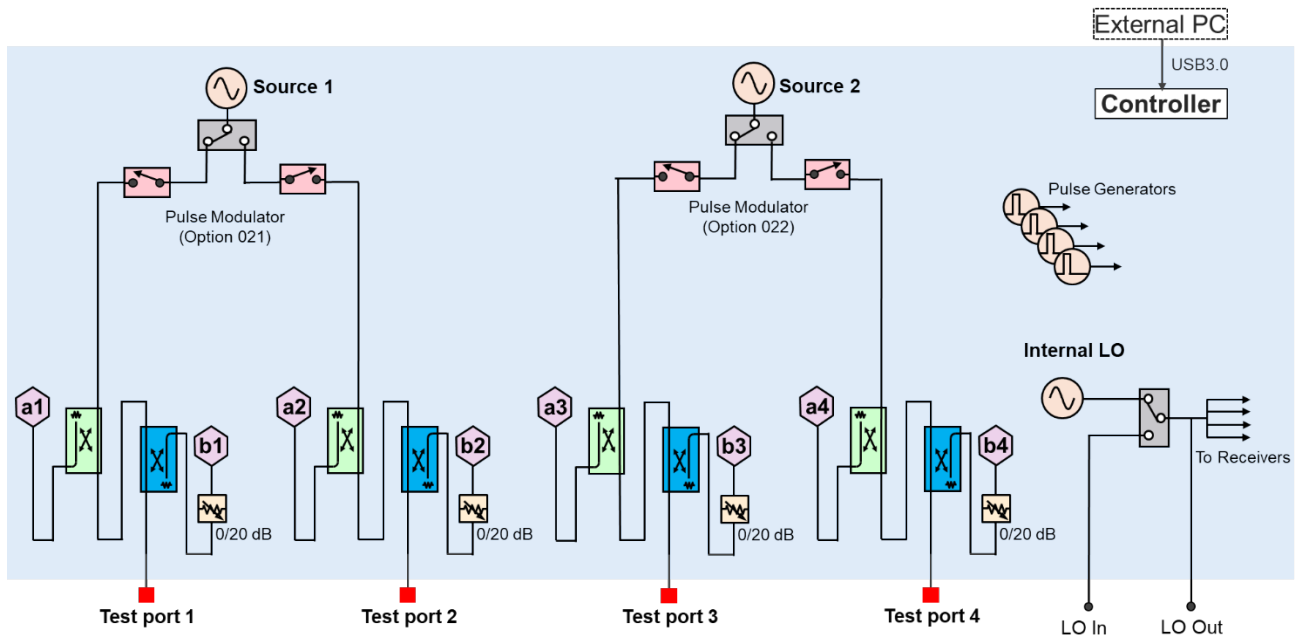 External PC
USB3.0
Controller
Source 1
Source 2
Pulse Modulator
(Option 021)
Pulse Modulator
(Option 022)
Pulse Generators
Internal LO
a1
b1
a2
b2
a3
b3
a4
b4
To Receivers
0/20 dB
0/20 dB
0/20 dB
0/20 dB
Test port 1
Test port 2
Test port 3
Test port 4
LO In
LO Out